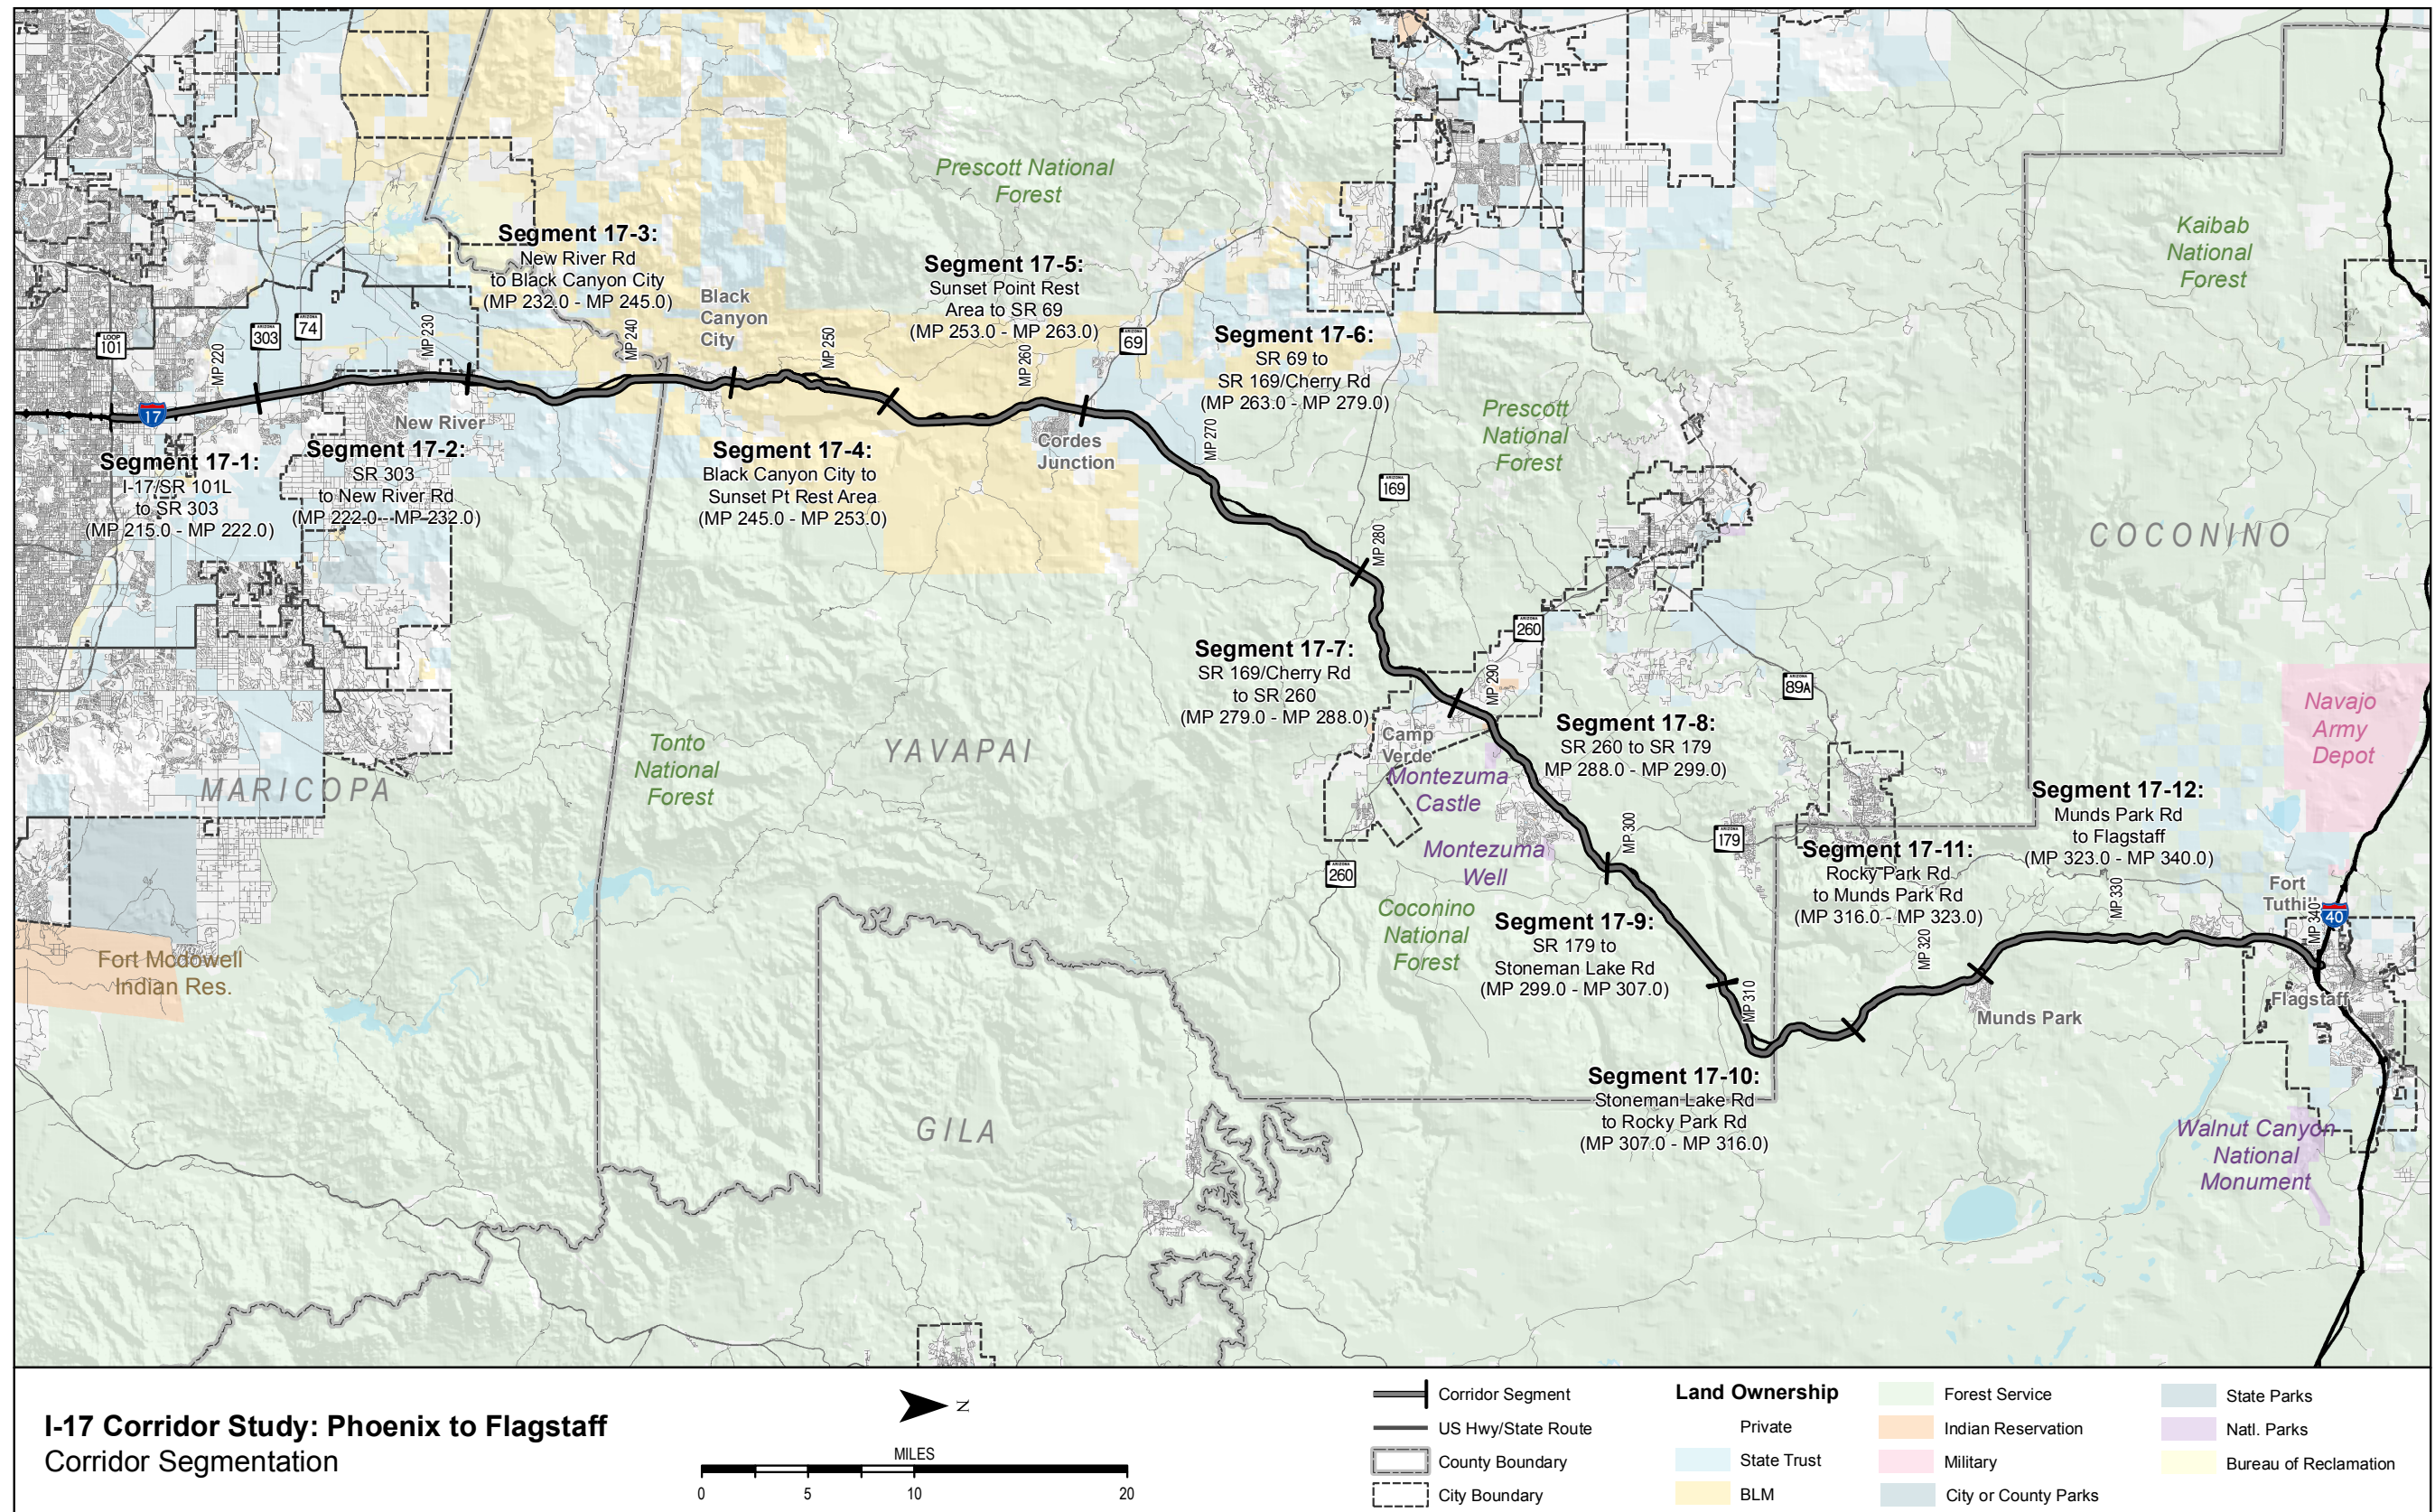 Prescott National
Forest
Kaibab
National
Forest
Segment 17-3:
New River Rd
to Black Canyon City
(MP 232.0 - MP 245.0)
Segment 17-5:
Sunset Point Rest
Area to SR 69
(MP 253.0 - MP 263.0)
Black
Canyon
City
Segment 17-6:
SR 69 to
SR 169/Cherry Rd
(MP 263.0 - MP 279.0)
LOOP
101
ARIZONA
303
ARIZONA
74
ARIZONA
69
MP 220
MP 230
MP 240
MP 250
MP 260
MP 270
MP 280
MP 290
MP 300
MP 310
MP 320
MP 330
MP 340
17
New River
Cordes
Junction
Prescott
National
Forest
Segment 17-1:
I-17/SR 101L
to SR 303
(MP 215.0 - MP 222.0)
Segment 17-2:
SR 303
to New River Rd
(MP 222.0 - MP 232.0)
Segment 17-4:
Black Canyon City to
Sunset Pt Rest Area
(MP 245.0 - MP 253.0)
ARIZONA
169
COCONINO
ARIZONA
260
Segment 17-7:
SR 169/Cherry Rd
to SR 260
(MP 279.0 - MP 288.0)
ARIZONA
89A
Navajo
Army
Depot
Segment 17-8:
SR 260 to SR 179
MP 288.0 - MP 299.0)
Camp
Verde
Montezuma
Castle
Tonto
National
Forest
YAVAPAI
MARICOPA
Segment 17-12:
Munds Park Rd
to Flagstaff
(MP 323.0 - MP 340.0)
ARIZONA
179
Segment 17-11:
Rocky Park Rd
to Munds Park Rd
(MP 316.0 - MP 323.0)
Montezuma
Well
ARIZONA
260
Coconino
National
Forest
Segment 17-9:
SR 179 to
Stoneman Lake Rd
(MP 299.0 - MP 307.0)
Fort
Tuthill
40
Fort Mcdowell
Indian Res.
Flagstaff
Munds Park
Segment 17-10:
Stoneman Lake Rd
to Rocky Park Rd
(MP 307.0 - MP 316.0)
GILA
Walnut Canyon
National
Monument
I-17 Corridor Study: Phoenix to Flagstaff
Corridor Segmentation
N
MILES
0 5 10 20
Corridor Segment
US Hwy/State Route
County Boundary
City Boundary
Land Ownership
Private
State Trust
BLM
Forest Service
Indian Reservation
Military
City or County Parks
State Parks
Natl. Parks
Bureau of Reclamation